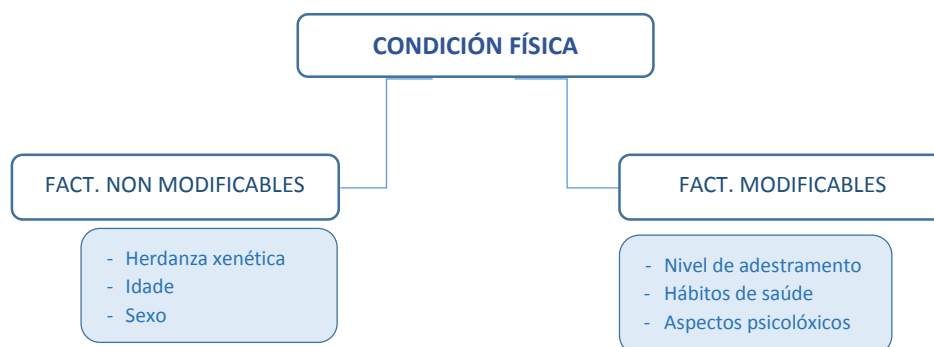 CONDICIÓN FÍSICA
FACT. NON MODIFICABLES
- Herdanza xenética
- Idade
- Sexo
FACT. MODIFICABLES
- Nivel de adestramento
- Hábitos de saúde
- Aspectos psicolóxicos